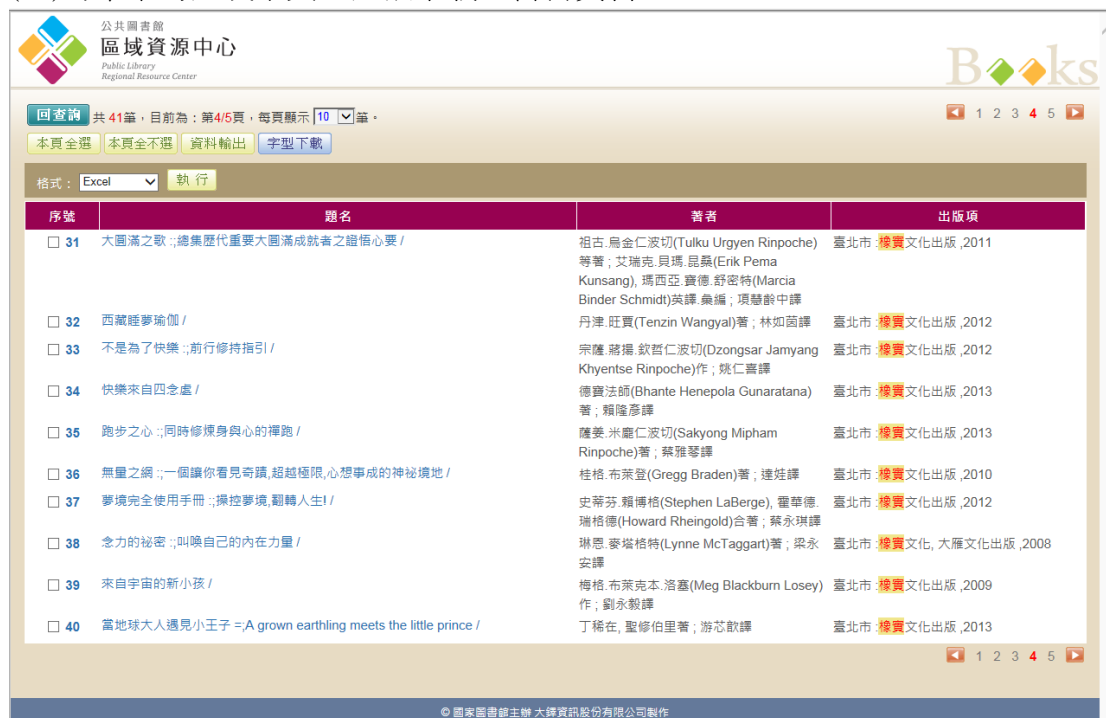 公共圖書館
區域資源中心
Public Library
Regional Resource Center
Books
回查詢 共 41筆，目前為：第4/5頁，每頁顯示 10 筆。
1 2 3 4 5
本頁全選 本頁全不選 資料輸出 字型下載
格式： Excel 執行
序號 題名 著者 出版項
31 大圓滿之歌 :;總集歷代重要大圓滿成就者之證悟心要 / 祖古.烏金仁波切(Tulku Urgyen Rinpoche) 臺北市 :橡實文化出版 ,2011
等著 ; 艾瑞克.貝瑪.昆桑(Erik Pema
Kunsang), 瑪西亞.賓德.舒密特(Marcia
Binder Schmidt)英譯.彙編 ; 項慧齡中譯
32 西藏睡夢瑜伽 / 丹津.旺賈(Tenzin Wangyal)著 ; 林如茵譯 臺北市 :橡實文化出版 ,2012
33 不是為了快樂 :;前行修持指引 / 宗薩.蔣揚.欽哲仁波切(Dzongsar Jamyang 臺北市 :橡實文化出版 ,2012
Khyentse Rinpoche)作 ; 姚仁喜譯
34 快樂來自四念處 / 德寶法師(Bhante Henepola Gunaratana) 臺北市 :橡實文化出版 ,2013
著 ; 賴隆彥譯
35 跑步之心 :;同時修煉身與心的禪跑 / 薩姜.米龐仁波切(Sakyong Mipham 臺北市 :橡實文化出版 ,2013
Rinpoche)著 ; 蔡雅琴譯
36 無量之網 :;一個讓你看見奇蹟,超越極限,心想事成的神祕境地 / 桂格.布萊登(Gregg Braden)著 ; 達娃譯 臺北市 :橡實文化出版 ,2010
37 夢境完全使用手冊 :;操控夢境,翻轉人生! / 史蒂芬.賴博格(Stephen LaBerge), 霍華德. 臺北市 :橡實文化出版 ,2012
瑞格德(Howard Rheingold)合著 ; 蔡永琪譯
38 念力的祕密 :;叫喚自己的內在力量 / 琳恩.麥塔格特(Lynne McTaggart)著 ; 梁永 臺北市 :橡實文化, 大雁文化出版 ,2008
安譯
39 來自宇宙的新小孩 / 梅格.布萊克本.洛塞(Meg Blackburn Losey) 臺北市 :橡實文化出版 ,2009
作 ; 劉永毅譯
40 當地球大人遇見小王子 =;A grown earthling meets the little prince / 丁稀在, 聖修伯里著 ; 游芯歆譯 臺北市 :橡實文化出版 ,2013
1 2 3 4 5
© 國家圖書館主辦 大鐸資訊股份有限公司製作